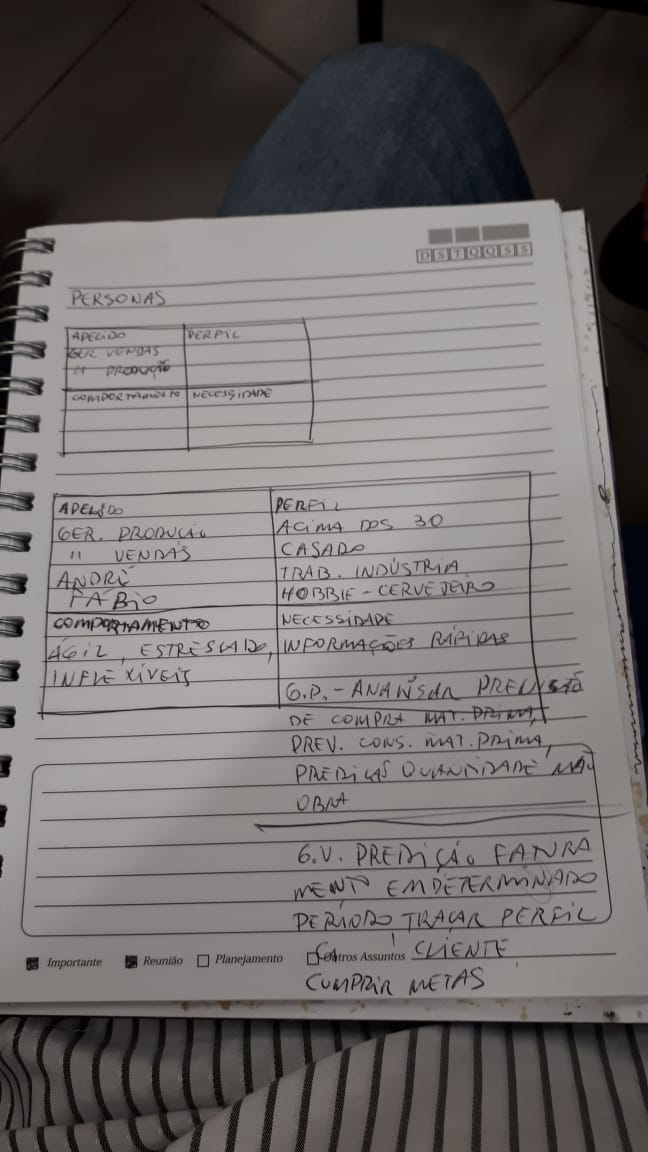 D S T Q Q S S
PERSONAS
APELIDO PERFIL
GER. VENDAS
" PRODUÇÃO
COMPORTAMENTO NECESSIDADE
APELIDO PERFIL
GER. PRODUÇÃO ACIMA DOS 30
" VENDAS CASADO
ANDRÉ TRAB. INDÚSTRIA
FÁBIO HOBBIE - CERVEJEIRO
COMPORTAMENTO NECESSIDADE
ÁGIL, ESTRESSADO, INFORMAÇÕES RÁPIDAS
INFLEXÍVEIS
G.P. - ANALISAR PREVISÃO
DE COMPRA MAT. PRIMA,
PREV. CONS. MAT. PRIMA,
PREDIÇÃO QUANTIDADE MÃO
OBRA
G.V. PREDIÇÃO FATURA
MENTO EM DETERMINADO
PERÍODO TRAÇAR PERFIL
Importante Reunião Planejamento Outros Assuntos CLIENTE
CUMPRIR METAS